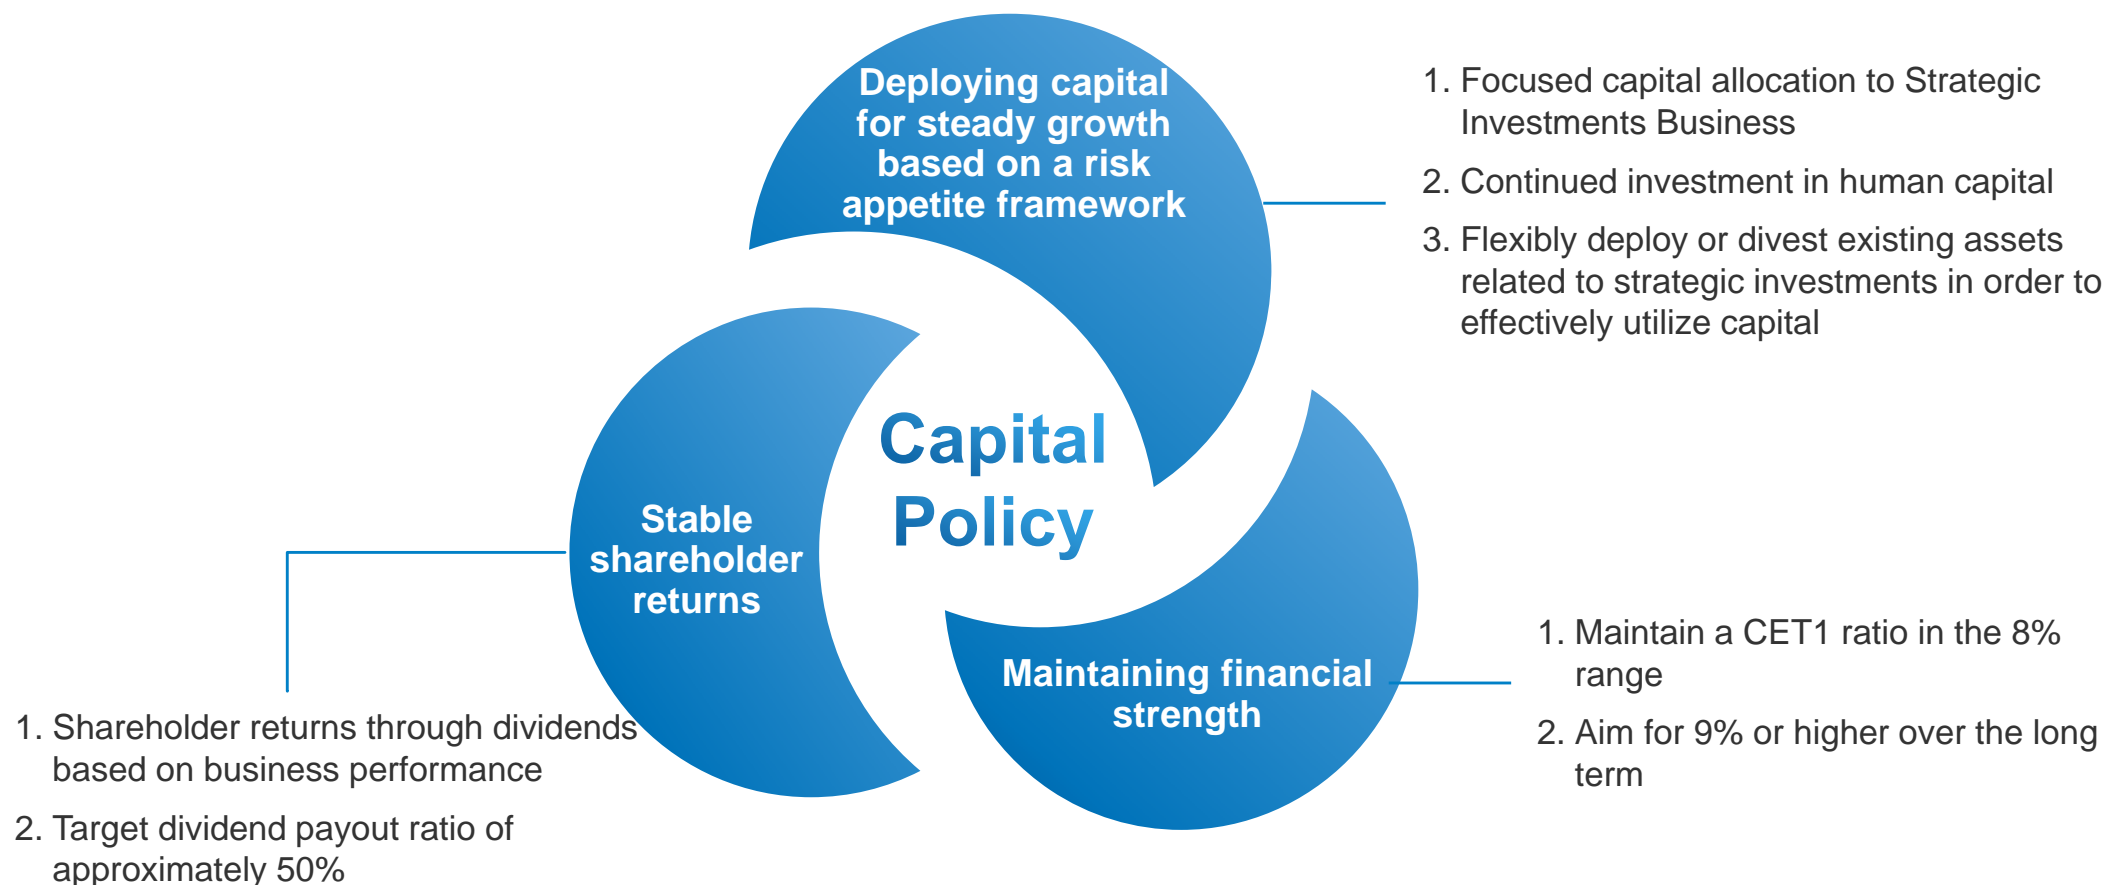 Deploying capital
for steady growth
based on a risk
appetite framework
1. Focused capital allocation to Strategic
Investments Business
2. Continued investment in human capital
3. Flexibly deploy or divest existing assets
related to strategic investments in order to
effectively utilize capital
Capital
Policy
Stable
shareholder
returns
Maintaining financial
strength
1. Maintain a CET1 ratio in the 8%
range
2. Aim for 9% or higher over the long
term
1. Shareholder returns through dividends
based on business performance
2. Target dividend payout ratio of
approximately 50%